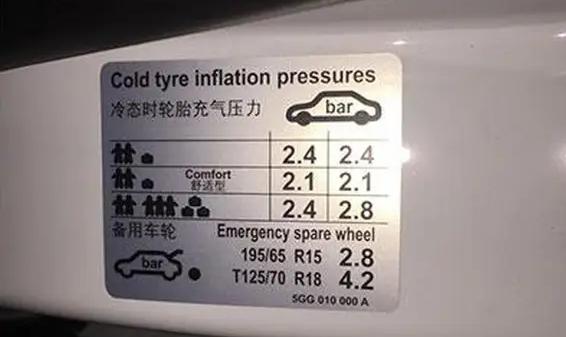 Cold tyre inflation pressures
冷态时轮胎充气压力 bar
2.4 2.4
Comfort
舒适型 2.1 2.1
2.4 2.8
备用车轮 Emergency spare wheel
195/65 R15 2.8
bar T125/70 R18 4.2
5GG 010 000 A